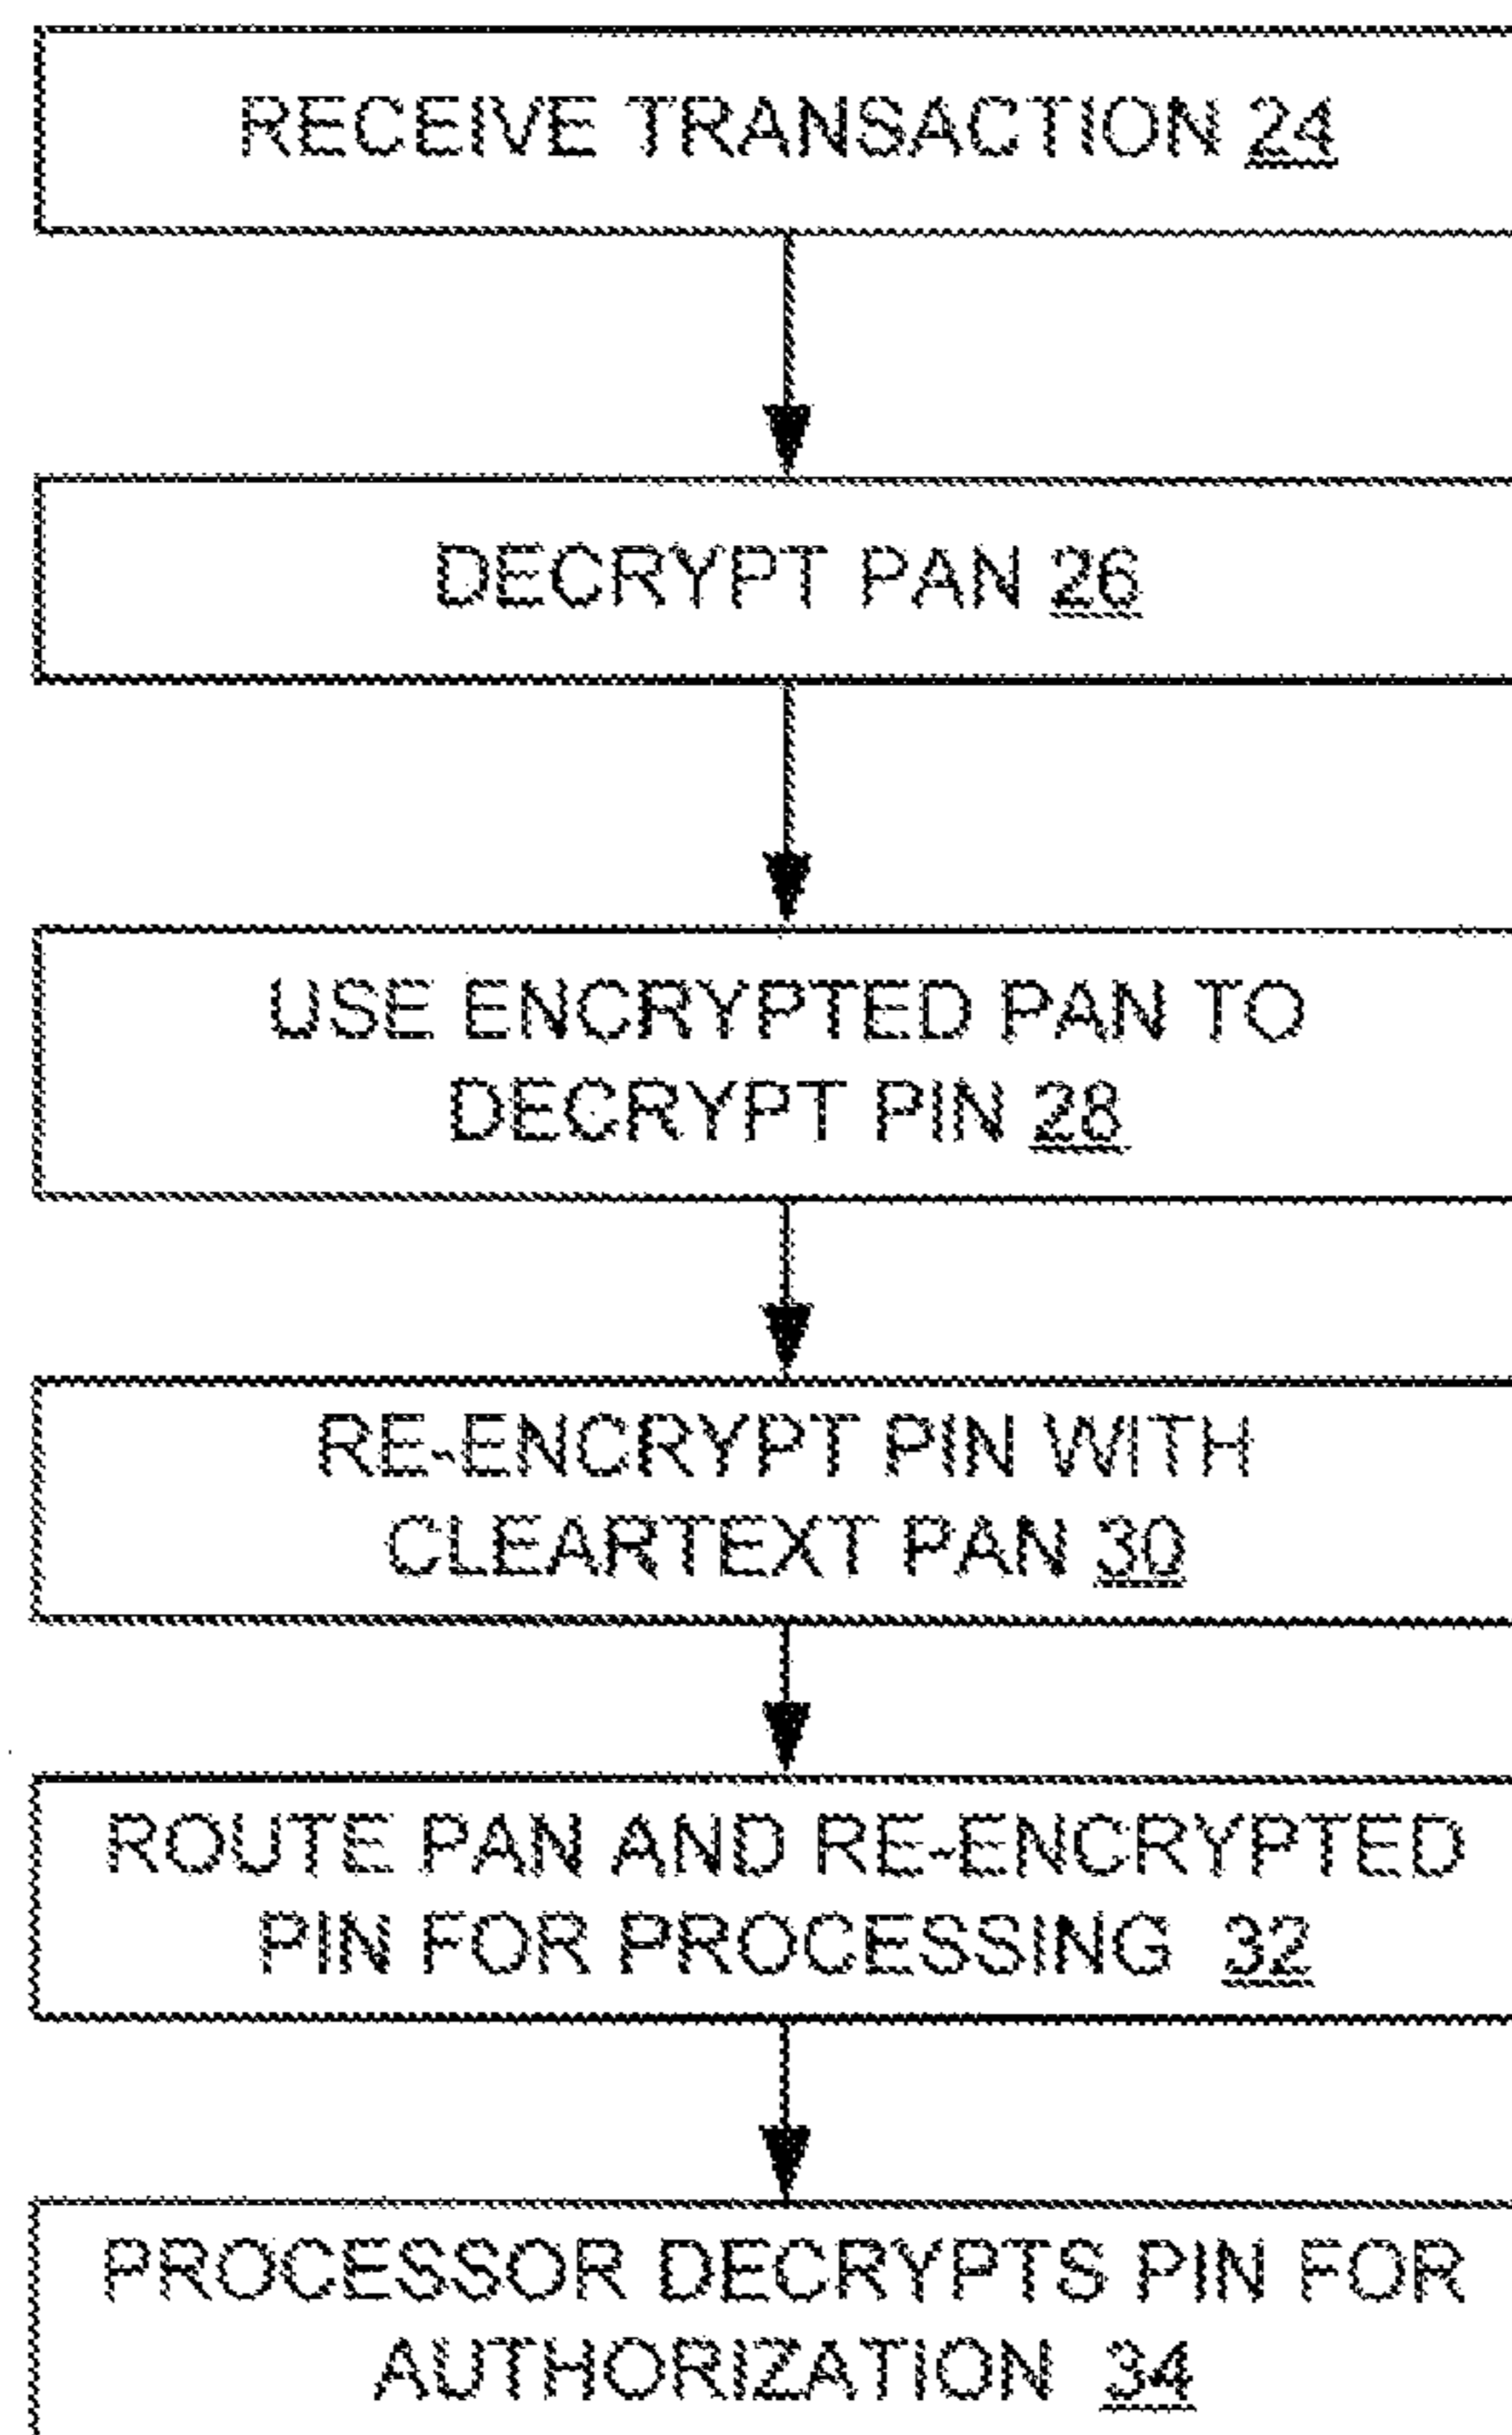 RECEIVE TRANSACTION 24
DECRYPT PAN 26
USE ENCRYPTED PAN TO
DECRYPT PIN 28
RE-ENCRYPT PIN WITH
CLEARTEXT PAN 30
ROUTE PAN AND RE-ENCRYPTED
PIN FOR PROCESSING 32
PROCESSOR DECRYPTS PIN FOR
AUTHORIZATION 34